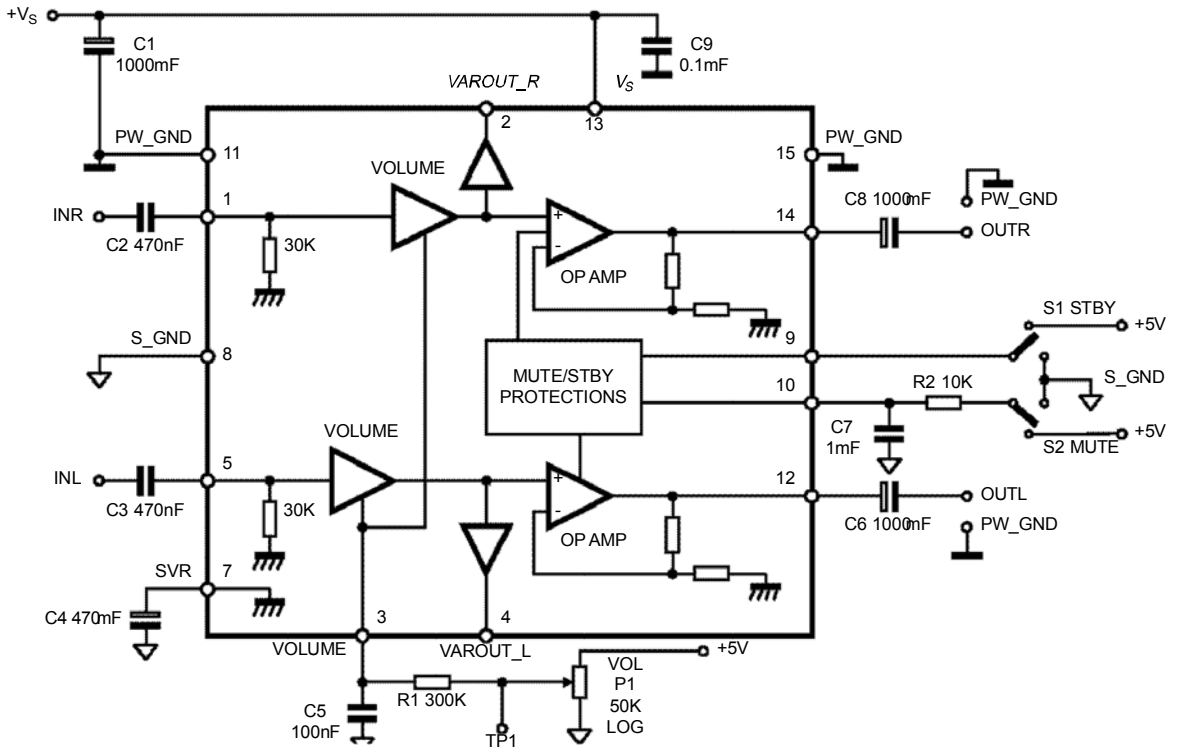 +VS
C1
1000mF
C9
0.1mF
VAROUT_R
VS
2
13
PW_GND
11
PW_GND
15
VOLUME
C8 1000mF
PW_GND
1
14
INR
OUTR
C2 470nF
30K
+
-
OP AMP
S1 STBY
+5V
S_GND
8
9
MUTE/STBY
PROTECTIONS
S_GND
10
R2 10K
VOLUME
C7
1mF
+5V
S2 MUTE
5
12
INL
OUTL
C3 470nF
30K
+
-
OP AMP
C6 1000mF
PW_GND
SVR
7
C4 470mF
3
4
VOLUME
VAROUT_L
+5V
VOL
P1
50K
LOG
R1 300K
C5
100nF
TP1